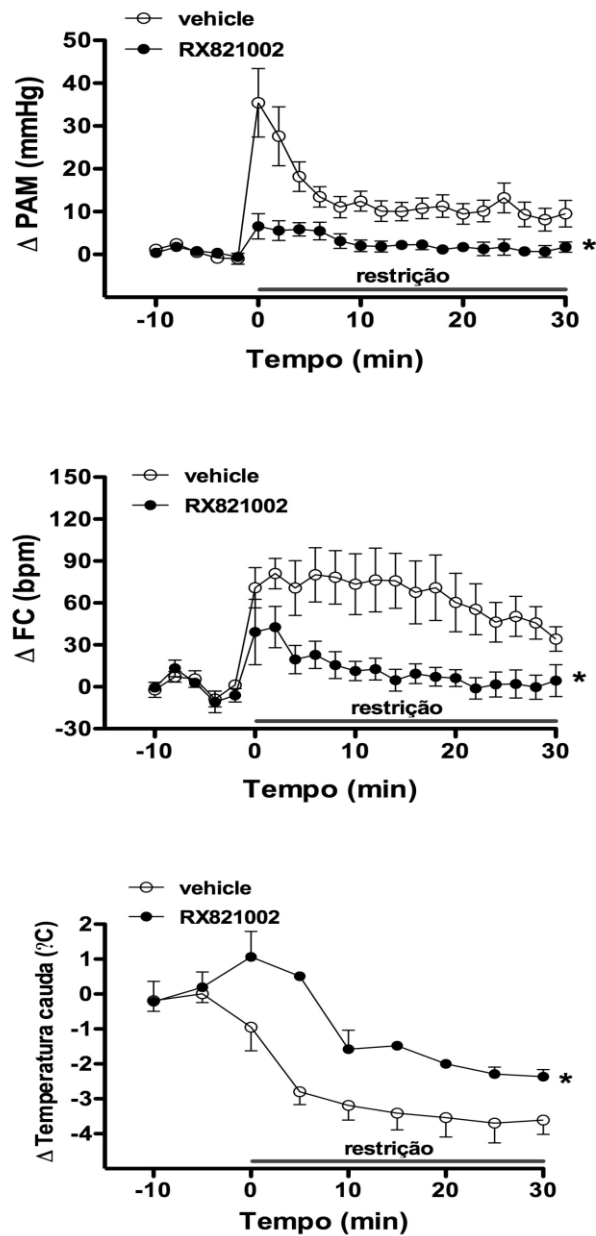 vehicle
RX821002
Δ PAM (mmHg)
50
40
30
20
10
0
*
restrição
-10 0 10 20 30
Tempo (min)
vehicle
RX821002
Δ FC (bpm)
150
120
90
60
30
0
-30
*
restrição
-10 0 10 20 30
Tempo (min)
vehicle
RX821002
Δ Temperatura cauda (?C)
2
1
0
-1
-2
-3
-4
*
restrição
-10 0 10 20 30
Tempo (min)